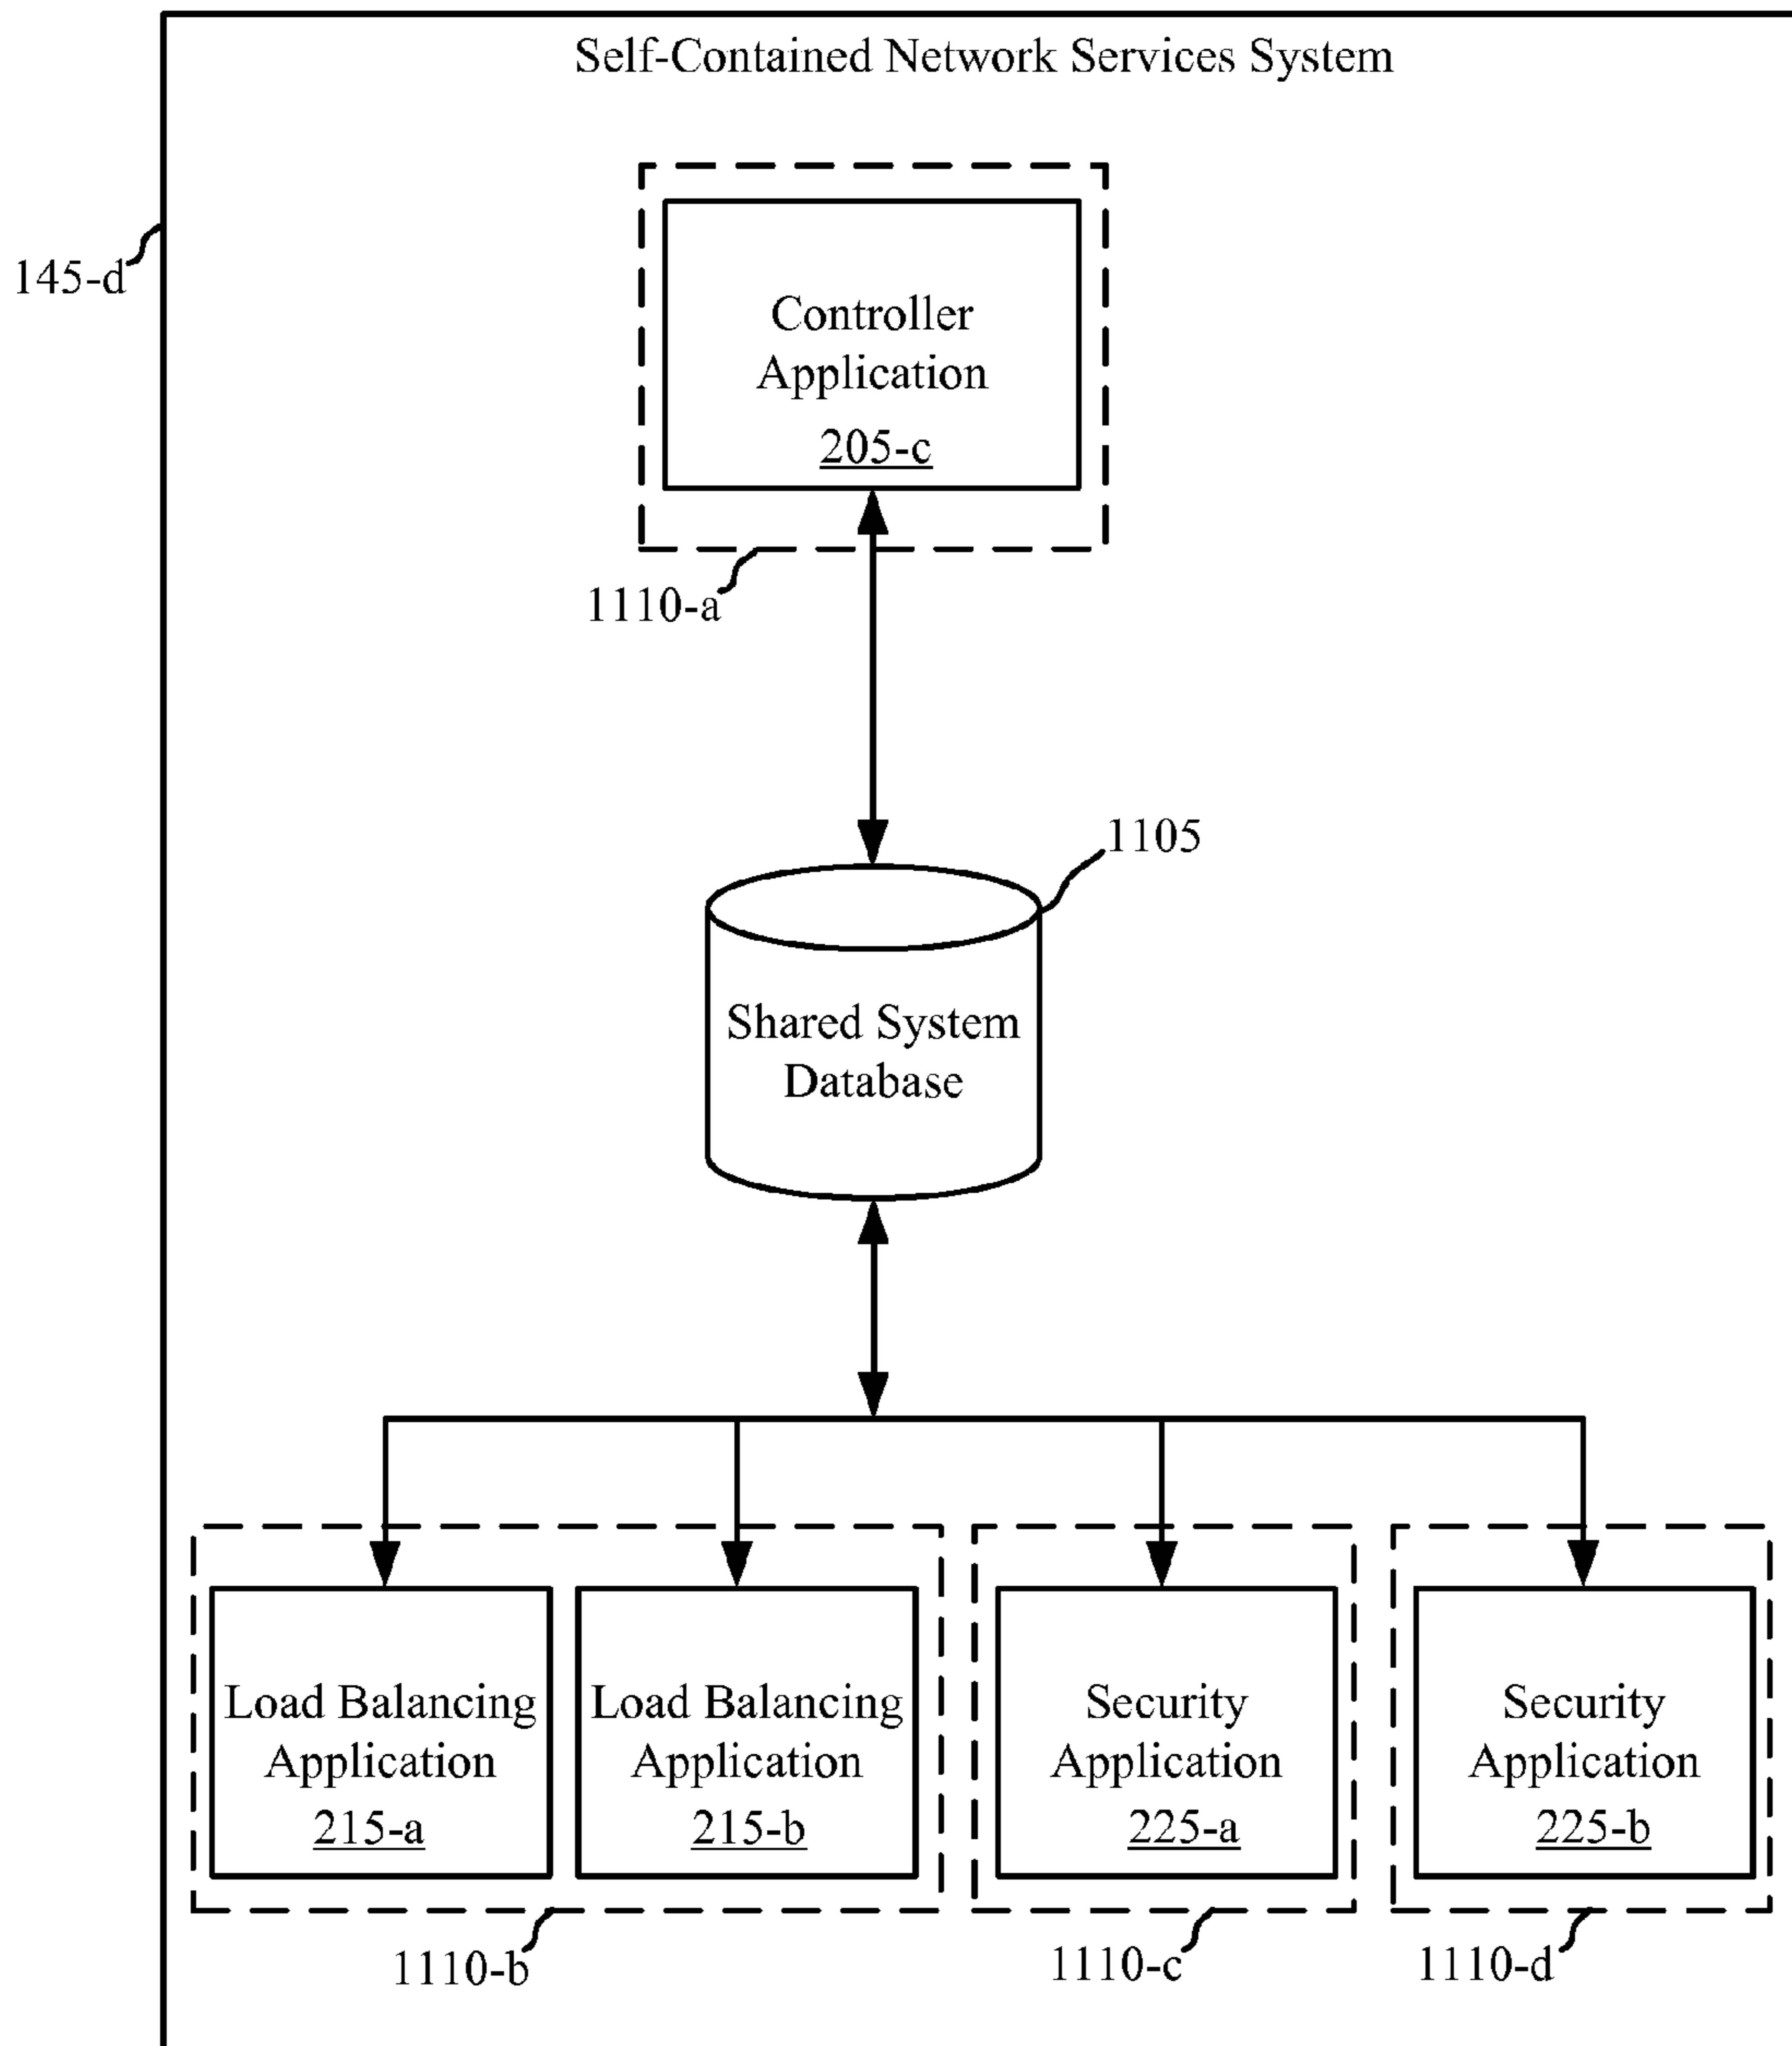 Self-Contained Network Services System
145-d
Controller
Application
205-c
1110-a
1105
Shared System
Database
Load Balancing
Application
215-a
Load Balancing
Application
215-b
Security
Application
225-a
Security
Application
225-b
1110-b
1110-c
1110-d